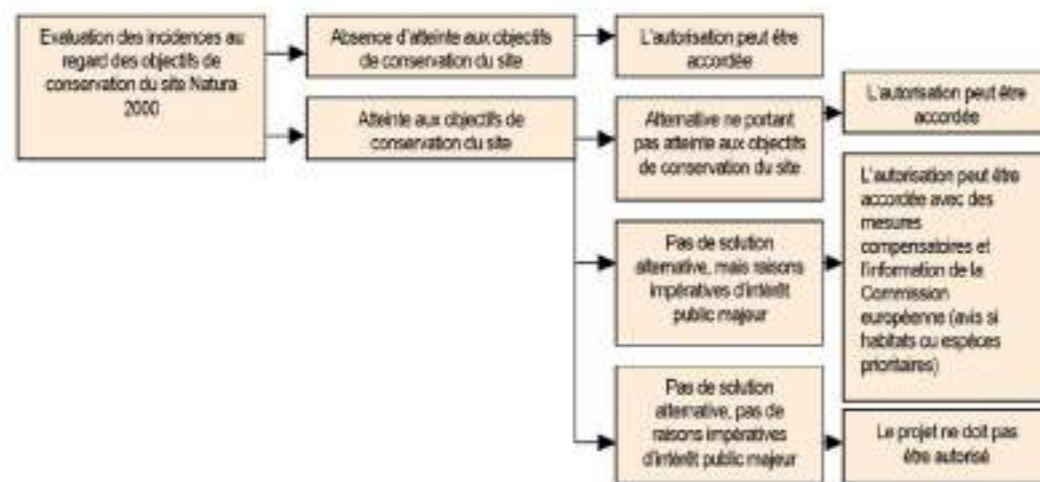 Evaluation des incidences au
regard des objectifs de
conservation du site Natura
2000
Absence d'atteinte aux objectifs
de conservation du site
L'autorisation peut être
accordée
Atteinte aux objectifs de
conservation du site
Alternative ne portant
pas atteinte aux objectifs
de conservation du site
L'autorisation peut être
accordée
Pas de solution
alternative, mais raisons
impératives d'intérêt
public majeur
L'autorisation peut être
accordée avec des
mesures
compensatoires et
l'information de la
Commission
européenne (avis si
habitats ou espèces
prioritaires)
Pas de solution
alternative, pas de
raisons impératives
d'intérêt public majeur
Le projet ne doit pas
être autorisé